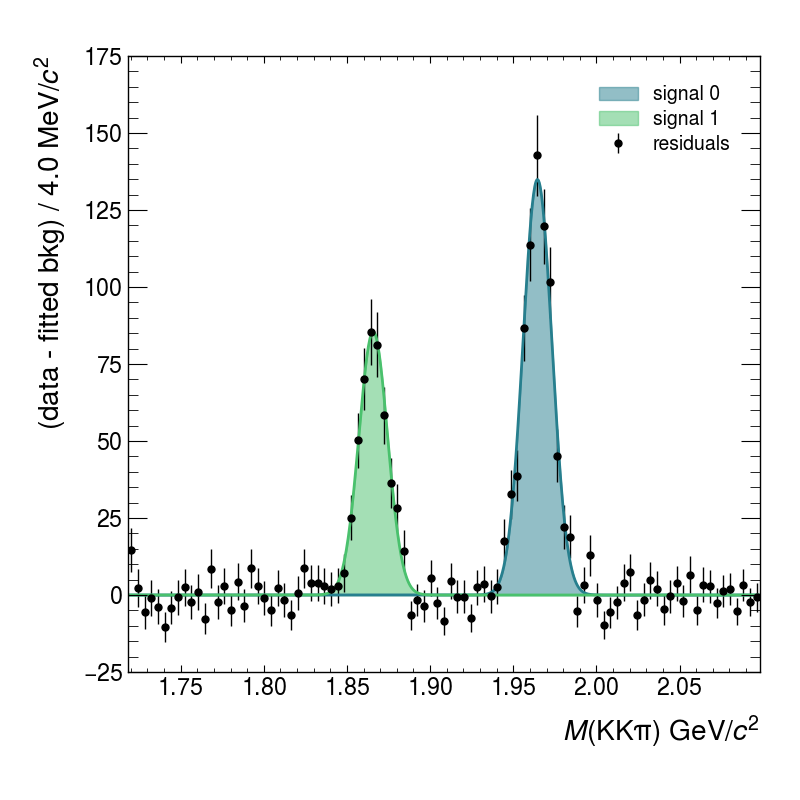 (data - fitted bkg) / 4.0 MeV/c²
175
150
125
100
75
50
25
0
−25
signal 0
signal 1
residuals
1.75 1.80 1.85 1.90 1.95 2.00 2.05
M(KKπ) GeV/c²